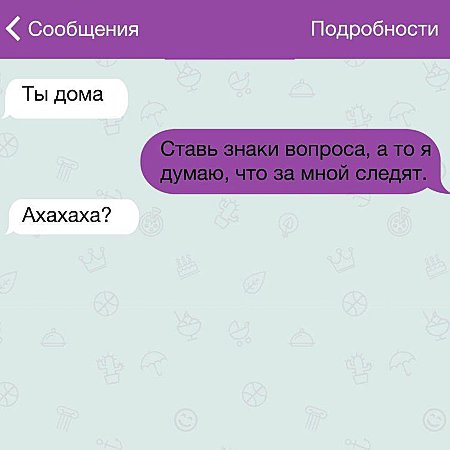 Сообщения
Подробности
Ты дома
Ставь знаки вопроса, а то я
думаю, что за мной следят.
Ахахаха?